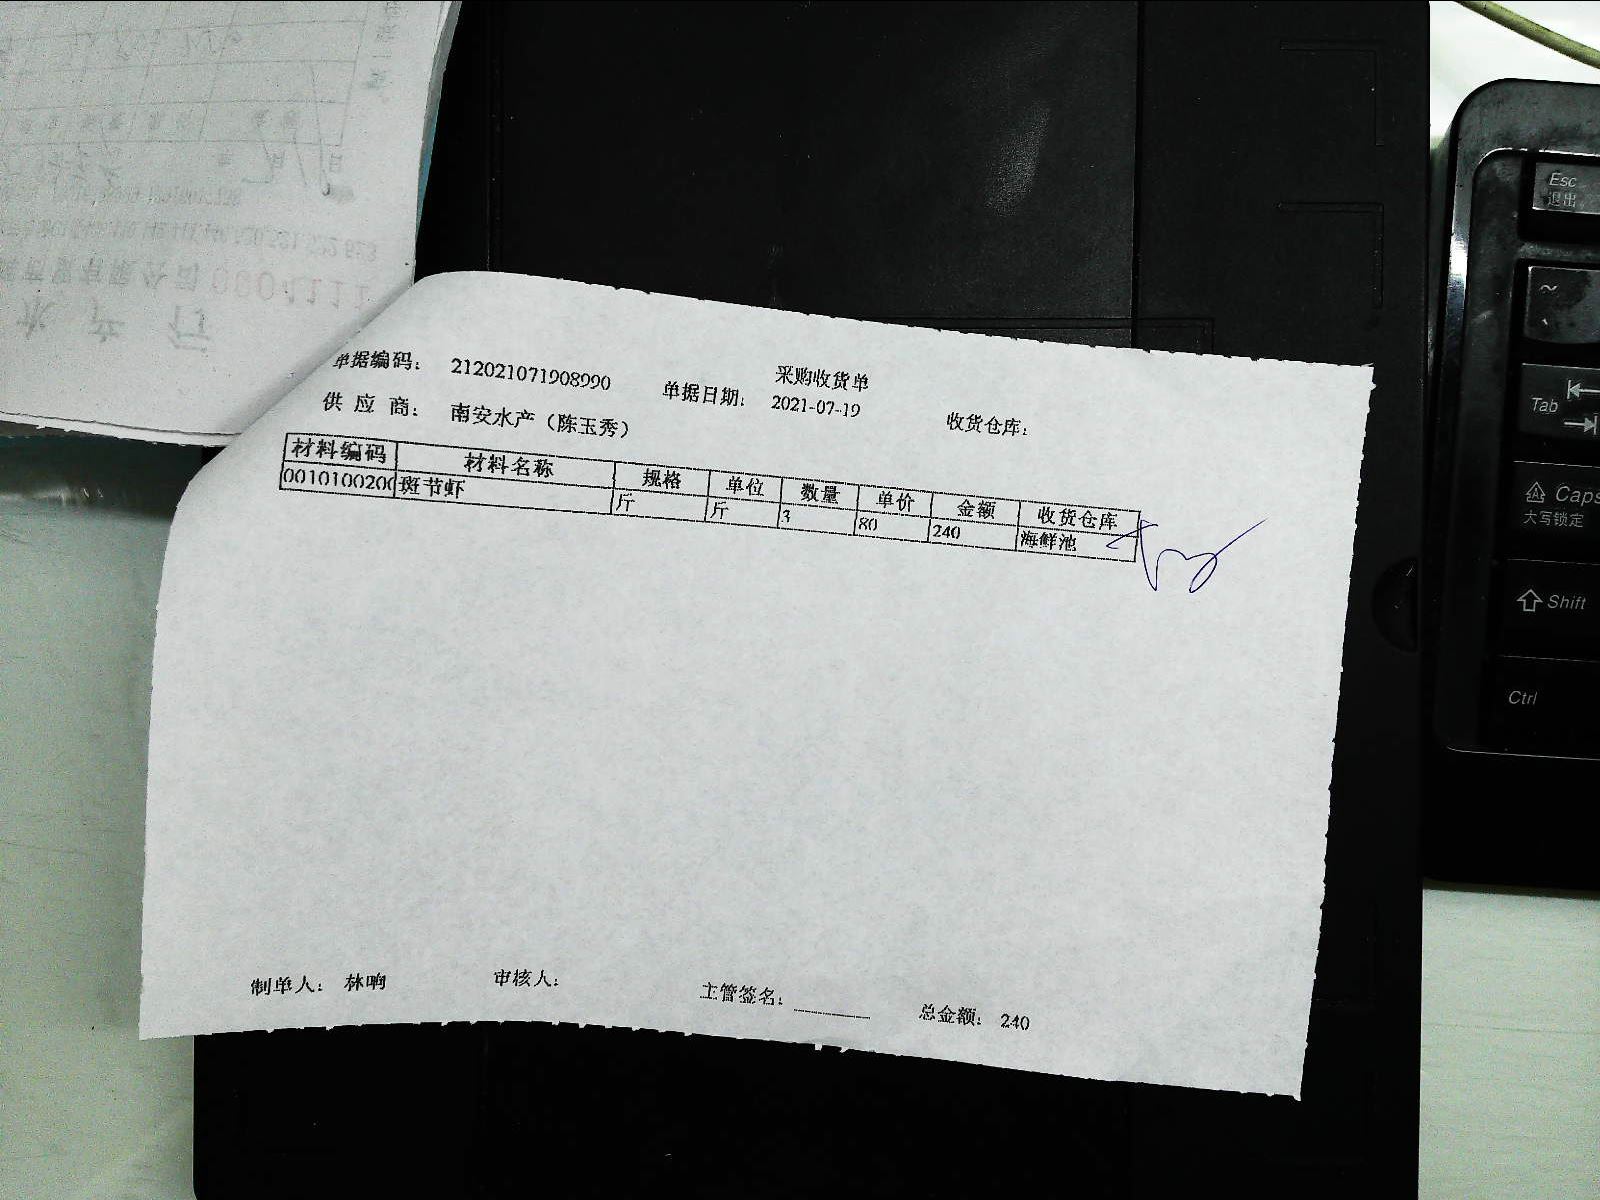 采购收货单
单据编码： 212021071908990 单据日期： 2021-07-19 收货仓库：
供 应 商： 南安水产（陈玉秀）
材料编码 材料名称 规格 单位 数量 单价 金额 收货仓库
0010100200 斑节虾 斤 斤 3 80 240 海鲜池
制单人： 林响 审核人： 主管签名： 总金额： 240
水 产 行
0004111
Esc
退出
~
Tab
Caps
大写锁定
Shift
Ctrl